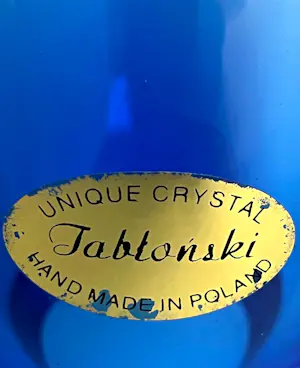 UNIQUE CRYSTAL
Jabłoński
HAND MADE IN POLAND